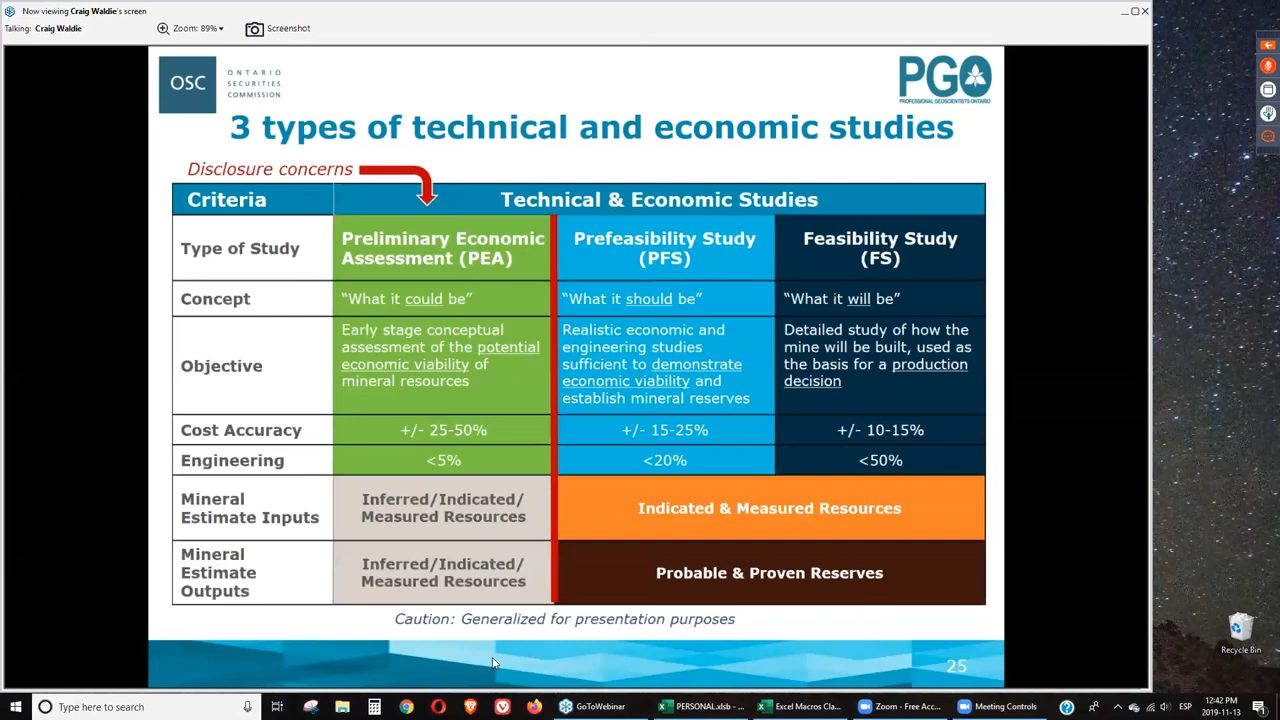 Now viewing Craig Waldie's screen
Talking: Craig Waldie
Zoom: 89%
Screenshot
OSC
ONTARIO
SECURITIES
COMMISSION
PGO
PROFESSIONAL GEOSCIENTISTS ONTARIO
3 types of technical and economic studies
Disclosure concerns
Criteria
Technical & Economic Studies
Type of Study
Preliminary Economic
Assessment (PEA)
Prefeasibility Study
(PFS)
Feasibility Study
(FS)
Concept
“What it could be”
“What it should be”
“What it will be”
Objective
Early stage conceptual
assessment of the potential
economic viability of
mineral resources
Realistic economic and
engineering studies
sufficient to demonstrate
economic viability and
establish mineral reserves
Detailed study of how the
mine will be built, used as
the basis for a production
decision
Cost Accuracy
+/- 25-50%
+/- 15-25%
+/- 10-15%
Engineering
<5%
<20%
<50%
Mineral
Estimate Inputs
Inferred/Indicated/
Measured Resources
Indicated & Measured Resources
Mineral
Estimate
Outputs
Inferred/Indicated/
Measured Resources
Probable & Proven Reserves
Caution: Generalized for presentation purposes
25
Recycle Bin
Type here to search
GoToWebinar
PERSONAL.xlsb - ...
Excel Macros Cla...
Zoom - Free Acc...
Meeting Controls
ESP
12:42 PM
2019-11-13